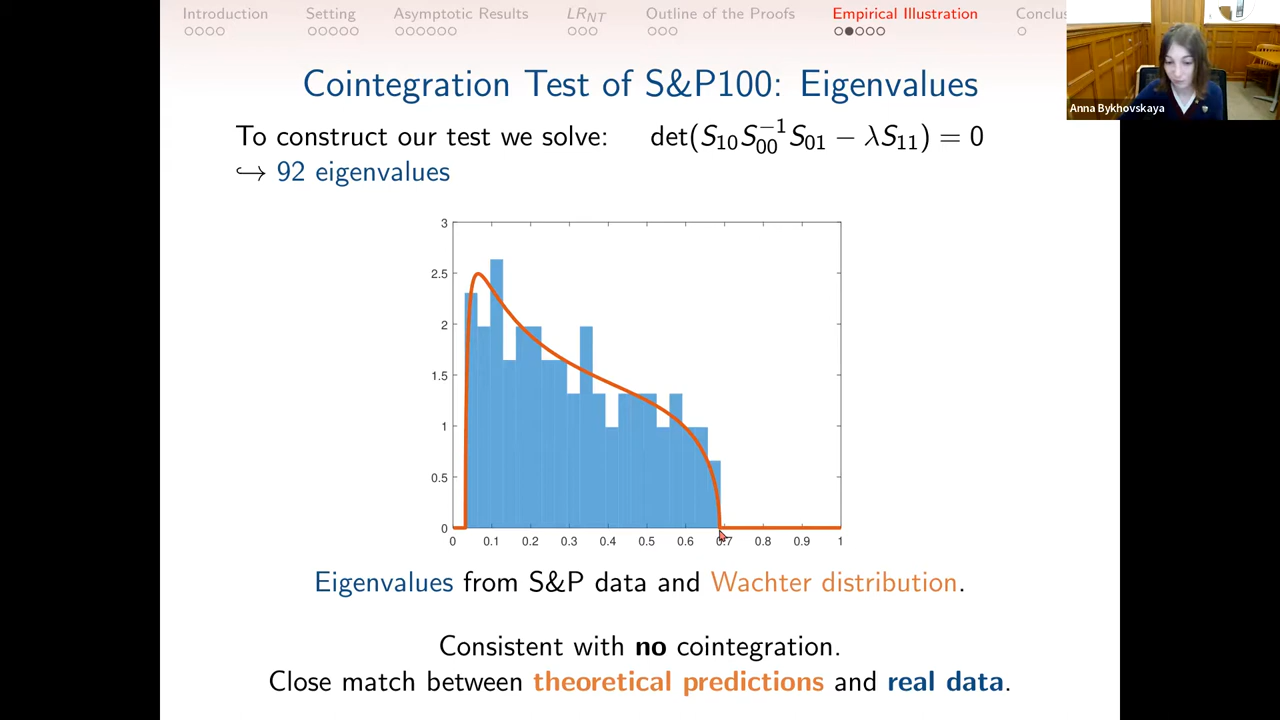 Introduction Setting Asymptotic Results LR_NT Outline of the Proofs Empirical Illustration Conclus
Cointegration Test of S&P100: Eigenvalues
Anna Bykhovskaya
To construct our test we solve: det(S₁₀S₀₀⁻¹S₀₁ − λS₁₁) = 0
↪ 92 eigenvalues
3
2.5
2
1.5
1
0.5
0
0 0.1 0.2 0.3 0.4 0.5 0.6 0.7 0.8 0.9 1
Eigenvalues from S&P data and Wachter distribution.
Consistent with no cointegration.
Close match between theoretical predictions and real data.